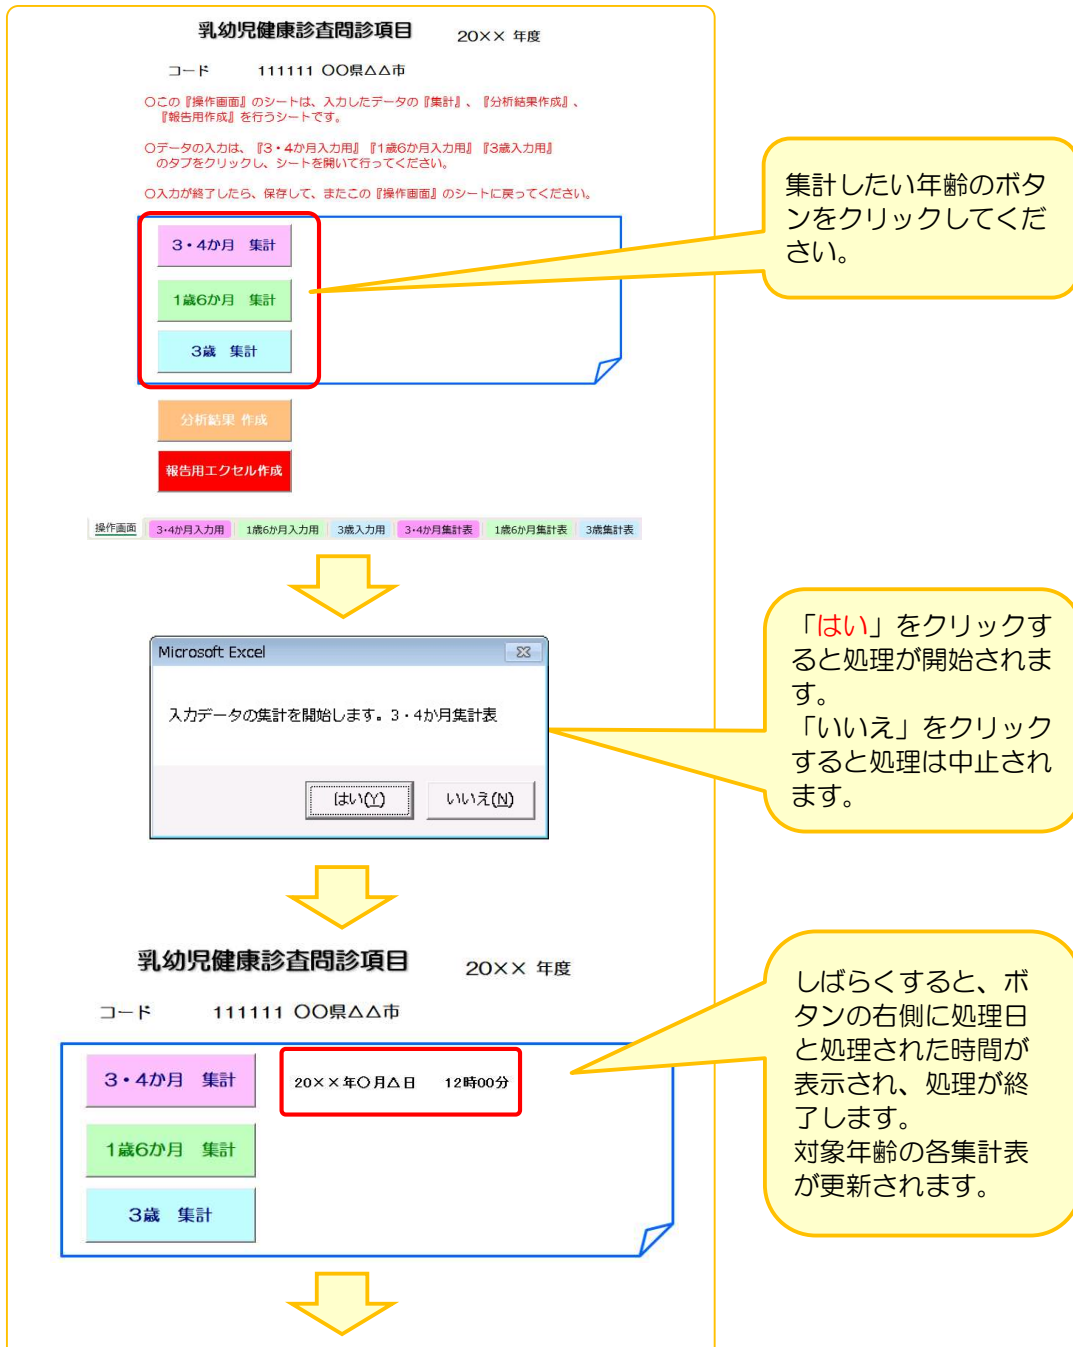 乳幼児健康診査問診項目 20×× 年度
コード 111111 〇〇県△△市
〇この『操作画面』のシートは、入力したデータの『集計』、『分析結果作成』、
『報告用作成』を行うシートです。
〇データの入力は、『3・4か月入力用』『1歳6か月入力用』『3歳入力用』
のタブをクリックし、シートを開いて行ってください。
〇入力が終了したら、保存して、またこの『操作画面』のシートに戻ってください。
集計したい年齢のボタ
ンをクリックしてくだ
さい。
3・4か月 集計
1歳6か月 集計
3歳 集計
分析結果 作成
報告用エクセル作成
操作画面 3・4か月入力用 1歳6か月入力用 3歳入力用 3・4か月集計表 1歳6か月集計表 3歳集計表
Microsoft Excel
入力データの集計を開始します。3・4か月集計表
はい(Y) いいえ(N)
「はい」をクリックす
ると処理が開始されま
す。
「いいえ」をクリック
すると処理は中止され
ます。
乳幼児健康診査問診項目 20×× 年度
コード 111111 〇〇県△△市
3・4か月 集計 20××年〇月△日 12時00分
1歳6か月 集計
3歳 集計
しばらくすると、ボ
タンの右側に処理日
と処理された時間が
表示され、処理が終
了します。
対象年齢の各集計表
が更新されます。